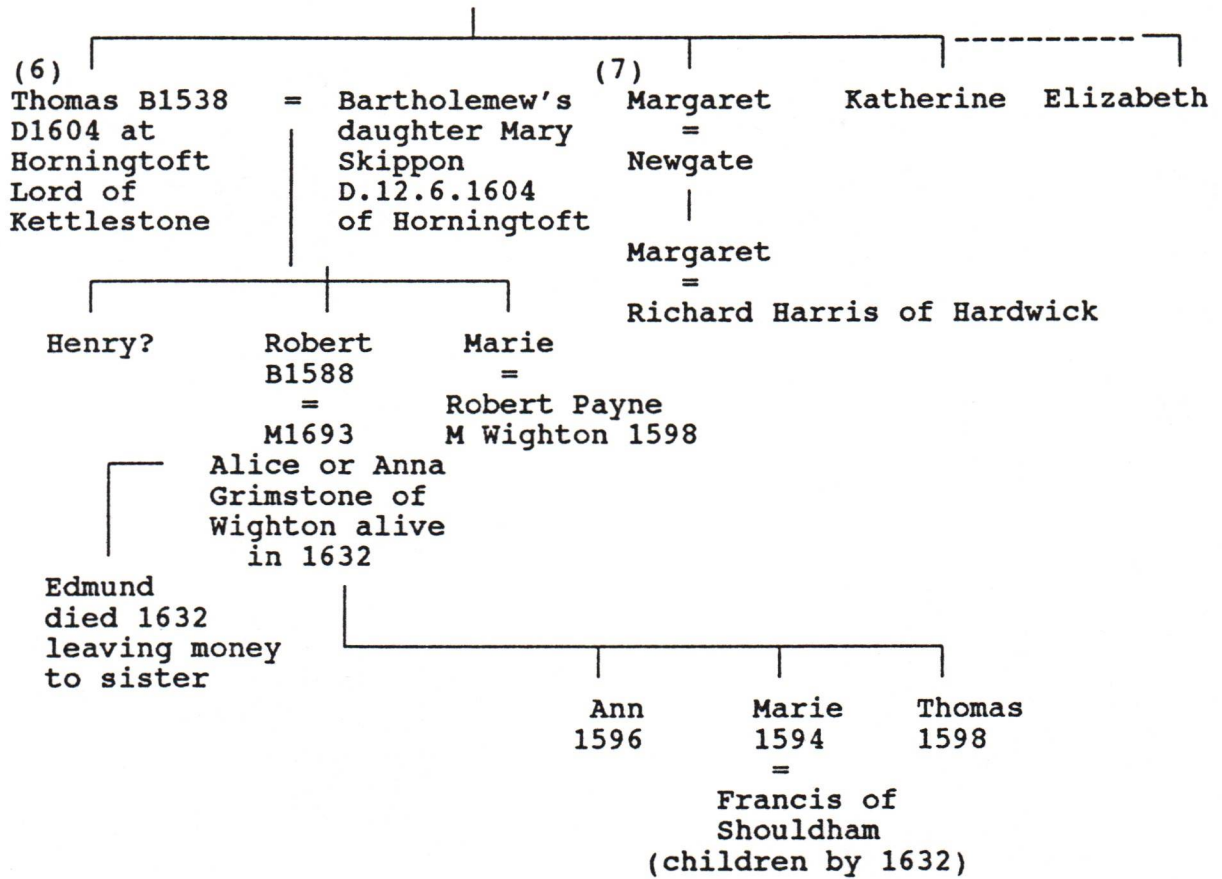 (6)
Thomas B1538 = Bartholemew's
D1604 at daughter Mary
Horningtoft Skippon
Lord of D.12.6.1604
Kettlestone of Horningtoft
(7)
Margaret
=
Newgate
Margaret
=
Richard Harris of Hardwick
Katherine
Elizabeth
Henry?
Robert
B1588
=
M1693
Alice or Anna
Grimstone of
Wighton alive
in 1632
Marie
=
Robert Payne
M Wighton 1598
Edmund
died 1632
leaving money
to sister
Ann
1596
Marie
1594
=
Francis of
Shouldham
(children by 1632)
Thomas
1598